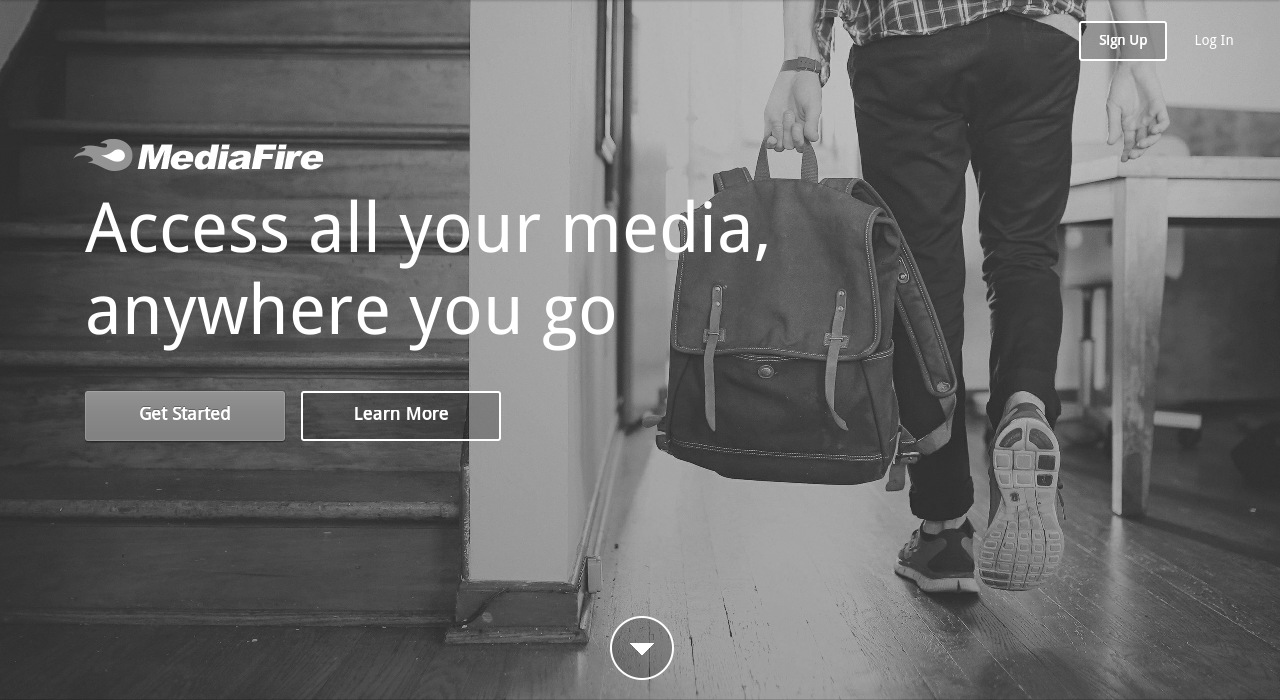 Sign Up
Log In
MediaFire
Access all your media,
anywhere you go
Get Started
Learn More